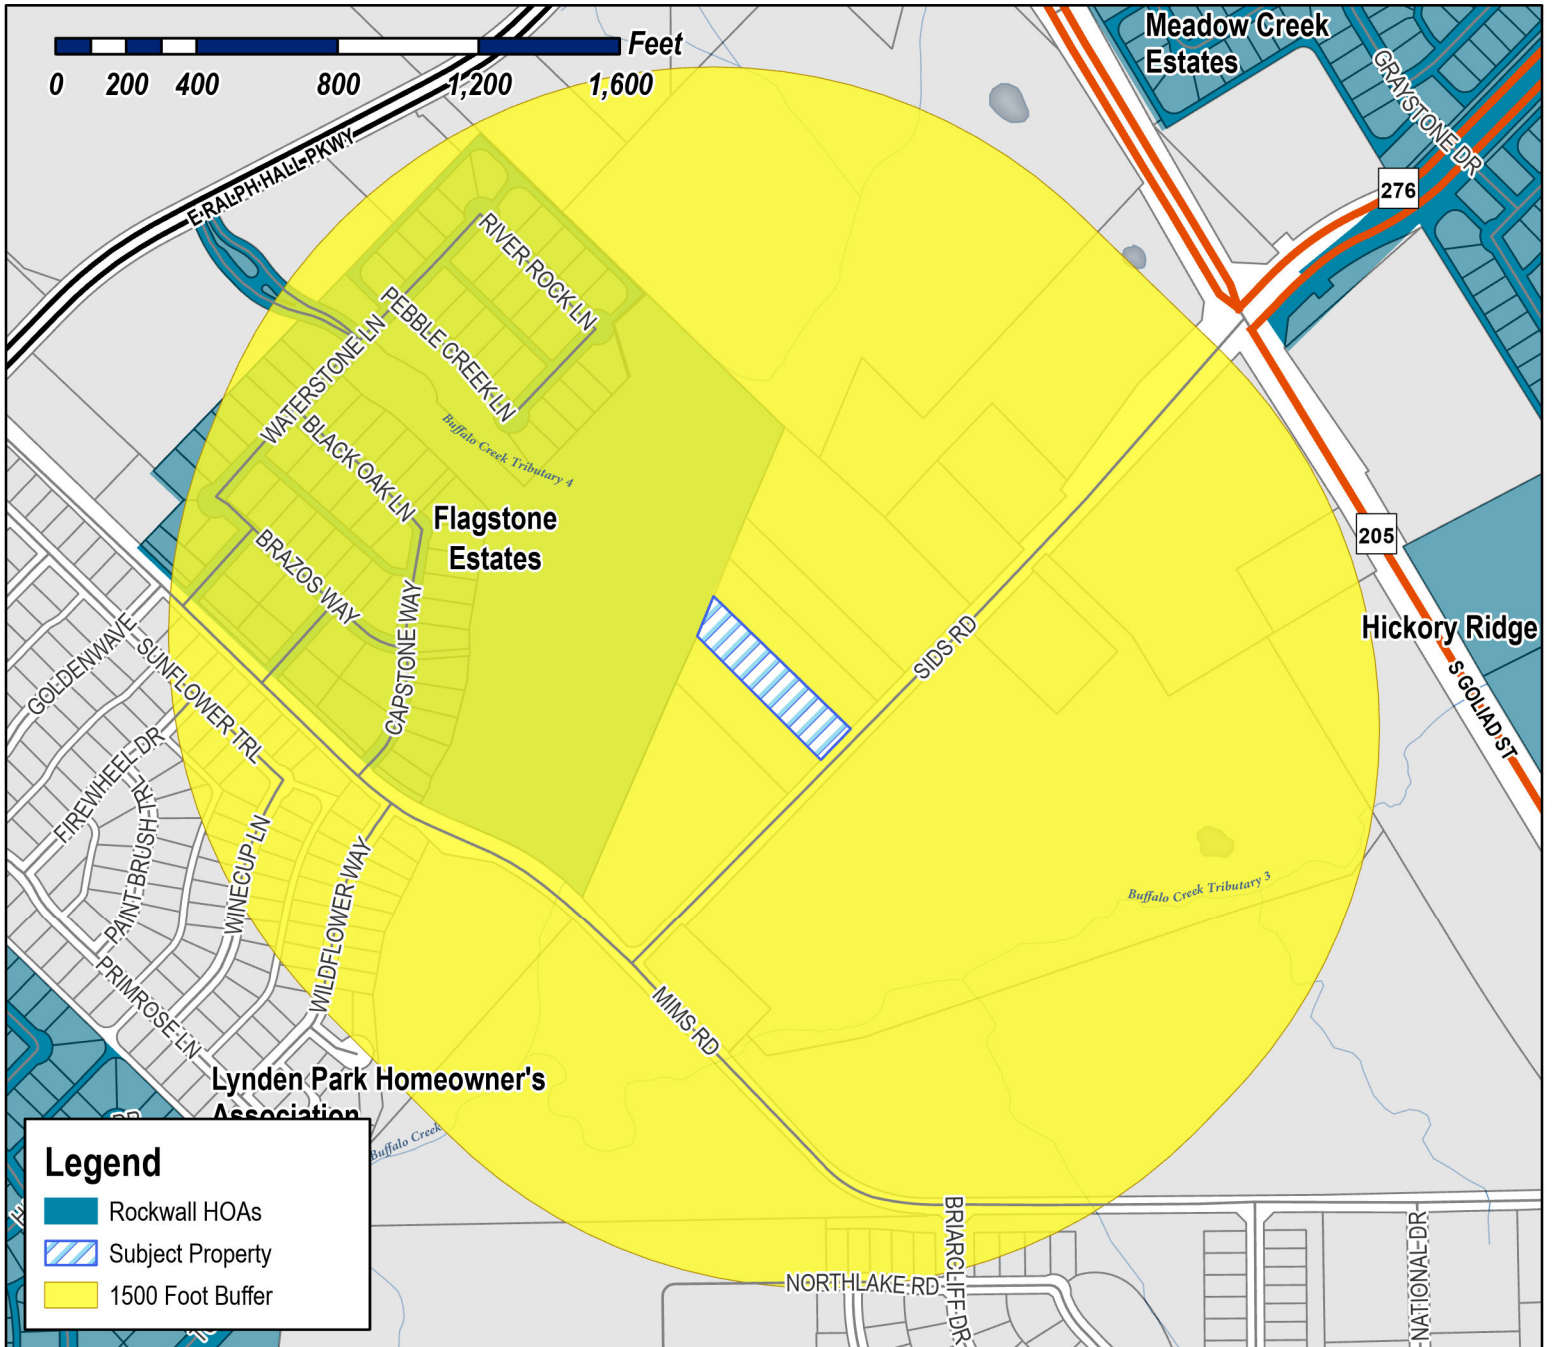 Feet
0 200 400 800 1,200 1,600
Meadow Creek
Estates
GRAYSTONE DR
276
E RALPH HALL PKWY
RIVER ROCK LN
PEBBLE CREEK LN
WATERSTONE LN
BLACK OAK LN
Buffalo Creek Tributary 4
Flagstone
Estates
BRAZOS WAY
CAPSTONE WAY
205
Hickory Ridge
S GOLIAD ST
SIDS RD
GOLDENWAVE
SUNFLOWER TRL
FIREWHEEL DR
PAINT BRUSH TRL
WINECUP LN
WILDFLOWER WAY
PRIMROSE LN
Buffalo Creek Tributary 3
MIMS RD
Lynden Park Homeowner's
Association
DR
Buffalo Creek
Legend
Rockwall HOAs
Subject Property
1500 Foot Buffer
BRIARCLIFF DR
NORTHLAKE RD
NATIONAL DR